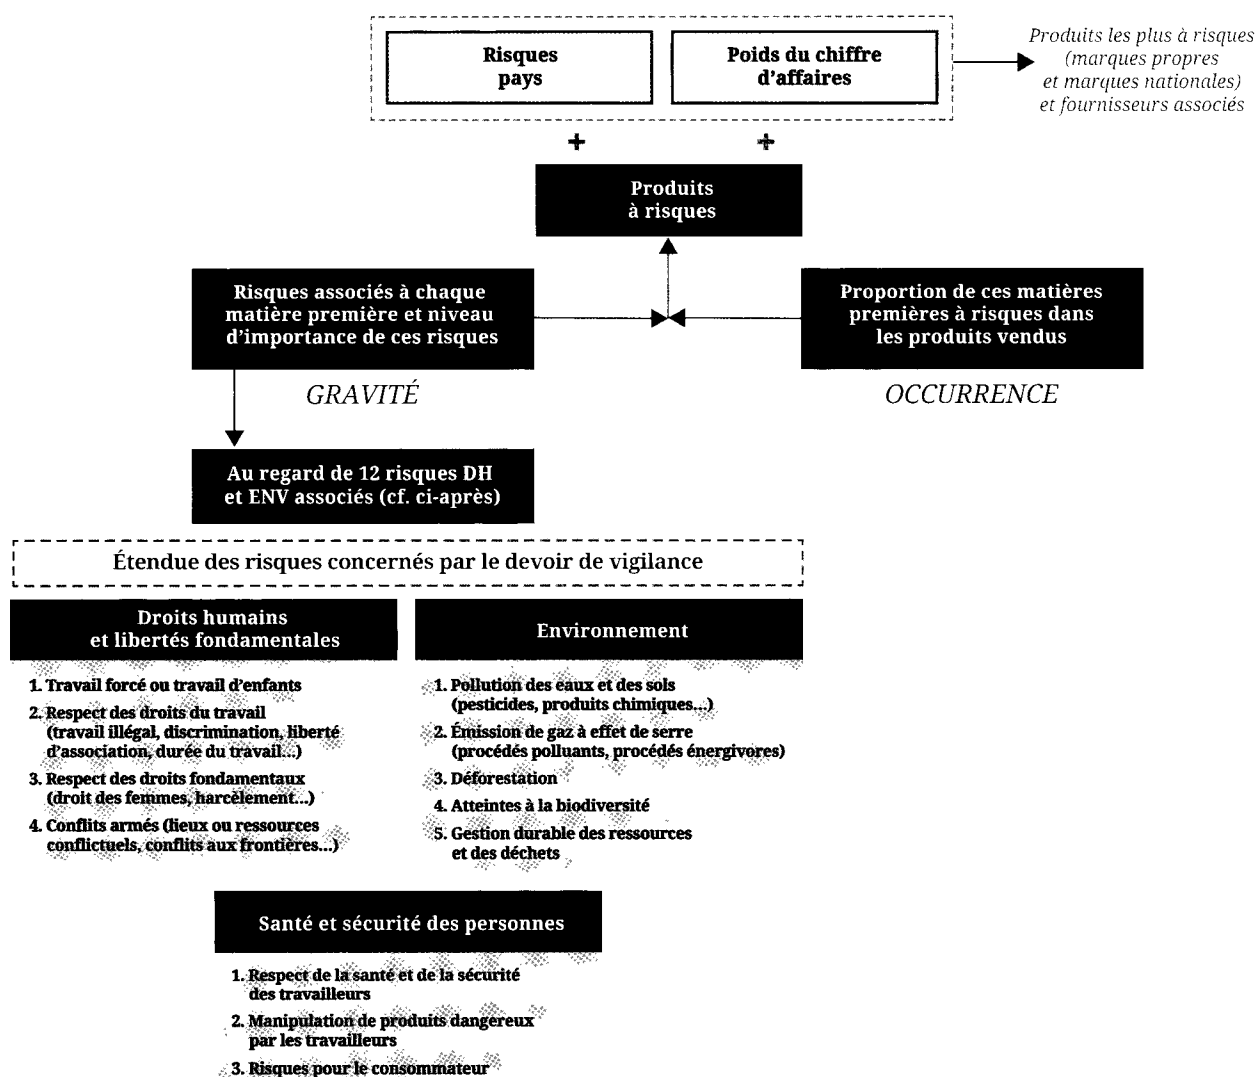 Risques
pays
Poids du chiffre
d'affaires
Produits les plus à risques
(marques propres
et marques nationales)
et fournisseurs associés
+ +
Produits
à risques
Risques associés à chaque
matière première et niveau
d'importance de ces risques
Proportion de ces matières
premières à risques dans
les produits vendus
GRAVITÉ
OCCURRENCE
Au regard de 12 risques DH
et ENV associés (cf. ci-après)
Étendue des risques concernés par le devoir de vigilance
Droits humains
et libertés fondamentales
1. Travail forcé ou travail d'enfants
2. Respect des droits du travail
(travail illégal, discrimination, liberté
d'association, durée du travail...)
3. Respect des droits fondamentaux
(droit des femmes, harcèlement...)
4. Conflits armés (lieux ou ressources
conflictuels, conflits aux frontières...)
Environnement
1. Pollution des eaux et des sols
(pesticides, produits chimiques...)
2. Émission de gaz à effet de serre
(procédés polluants, procédés énergivores)
3. Déforestation
4. Atteintes à la biodiversité
5. Gestion durable des ressources
et des déchets
Santé et sécurité des personnes
1. Respect de la santé et de la sécurité
des travailleurs
2. Manipulation de produits dangereux
par les travailleurs
3. Risques pour le consommateur